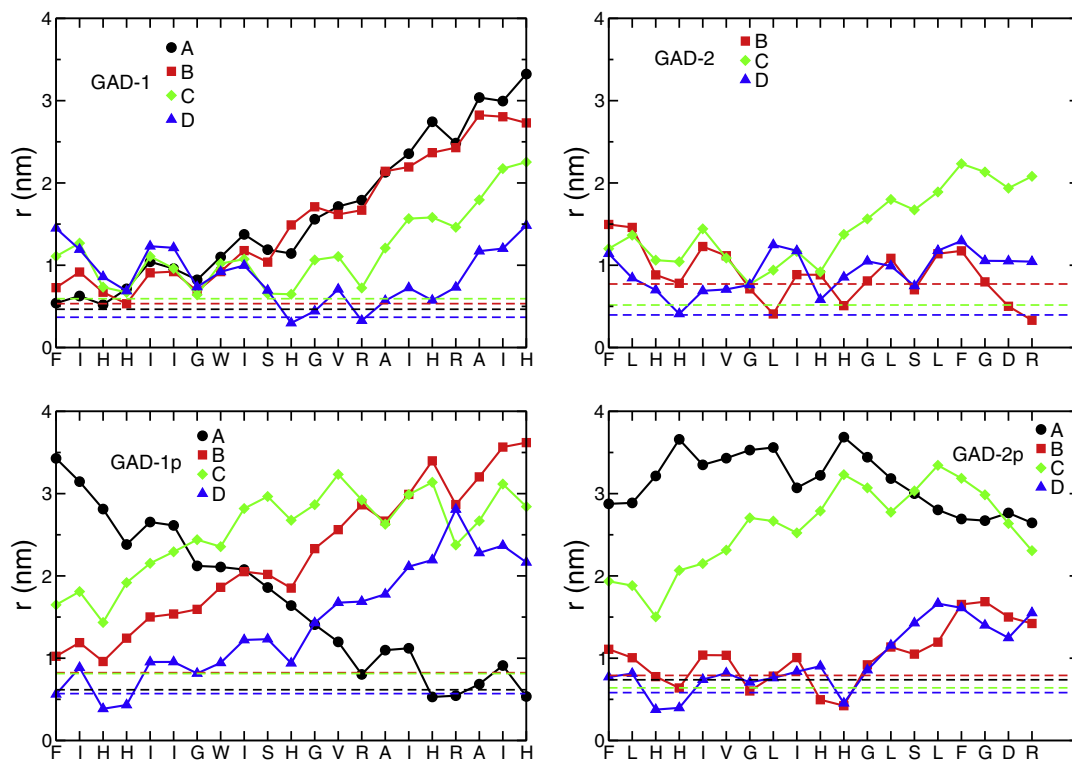 4
3
2
1
0
r (nm)
GAD-1
A
B
C
D
F I H H I I G W I S H G V R A I H R A I H
4
3
2
1
0
r (nm)
GAD-2
B
C
D
F L H H I V G L I H H G L S L F G D R
4
3
2
1
0
r (nm)
GAD-1p
A
B
C
D
F I H H I I G W I S H G V R A I H R A I H
4
3
2
1
0
r (nm)
GAD-2p
A
B
C
D
F L H H I V G L I H H G L S L F G D R